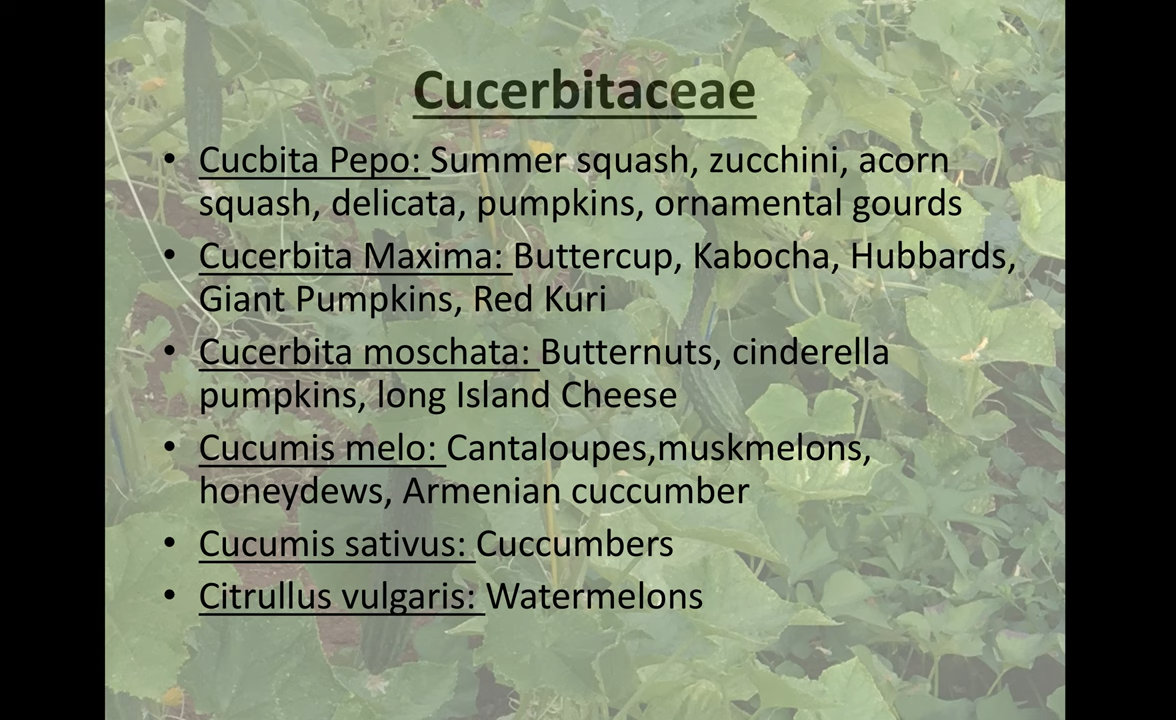 Cucerbitaceae
• Cucbita Pepo: Summer squash, zucchini, acorn
squash, delicata, pumpkins, ornamental gourds
• Cucerbita Maxima: Buttercup, Kabocha, Hubbards,
Giant Pumpkins, Red Kuri
• Cucerbita moschata: Butternuts, cinderella
pumpkins, long Island Cheese
• Cucumis melo: Cantaloupes,muskmelons,
honeydews, Armenian cuccumber
• Cucumis sativus: Cuccumbers
• Citrullus vulgaris: Watermelons